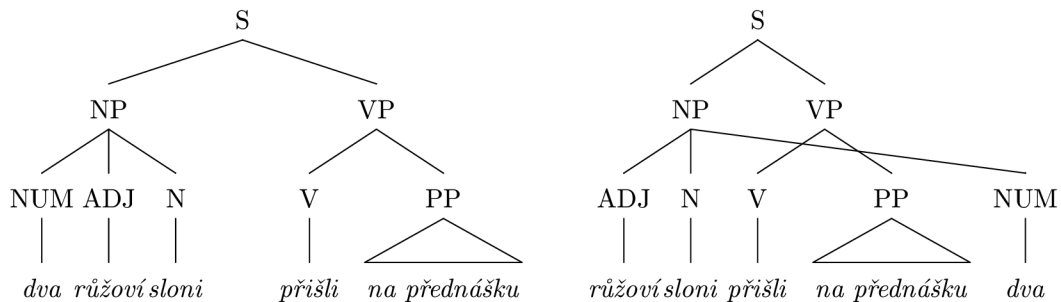 S S
NP VP NP VP
NUM ADJ N V PP ADJ N V PP NUM
dva růžoví sloni přišli na přednášku růžoví sloni přišli na přednášku dva